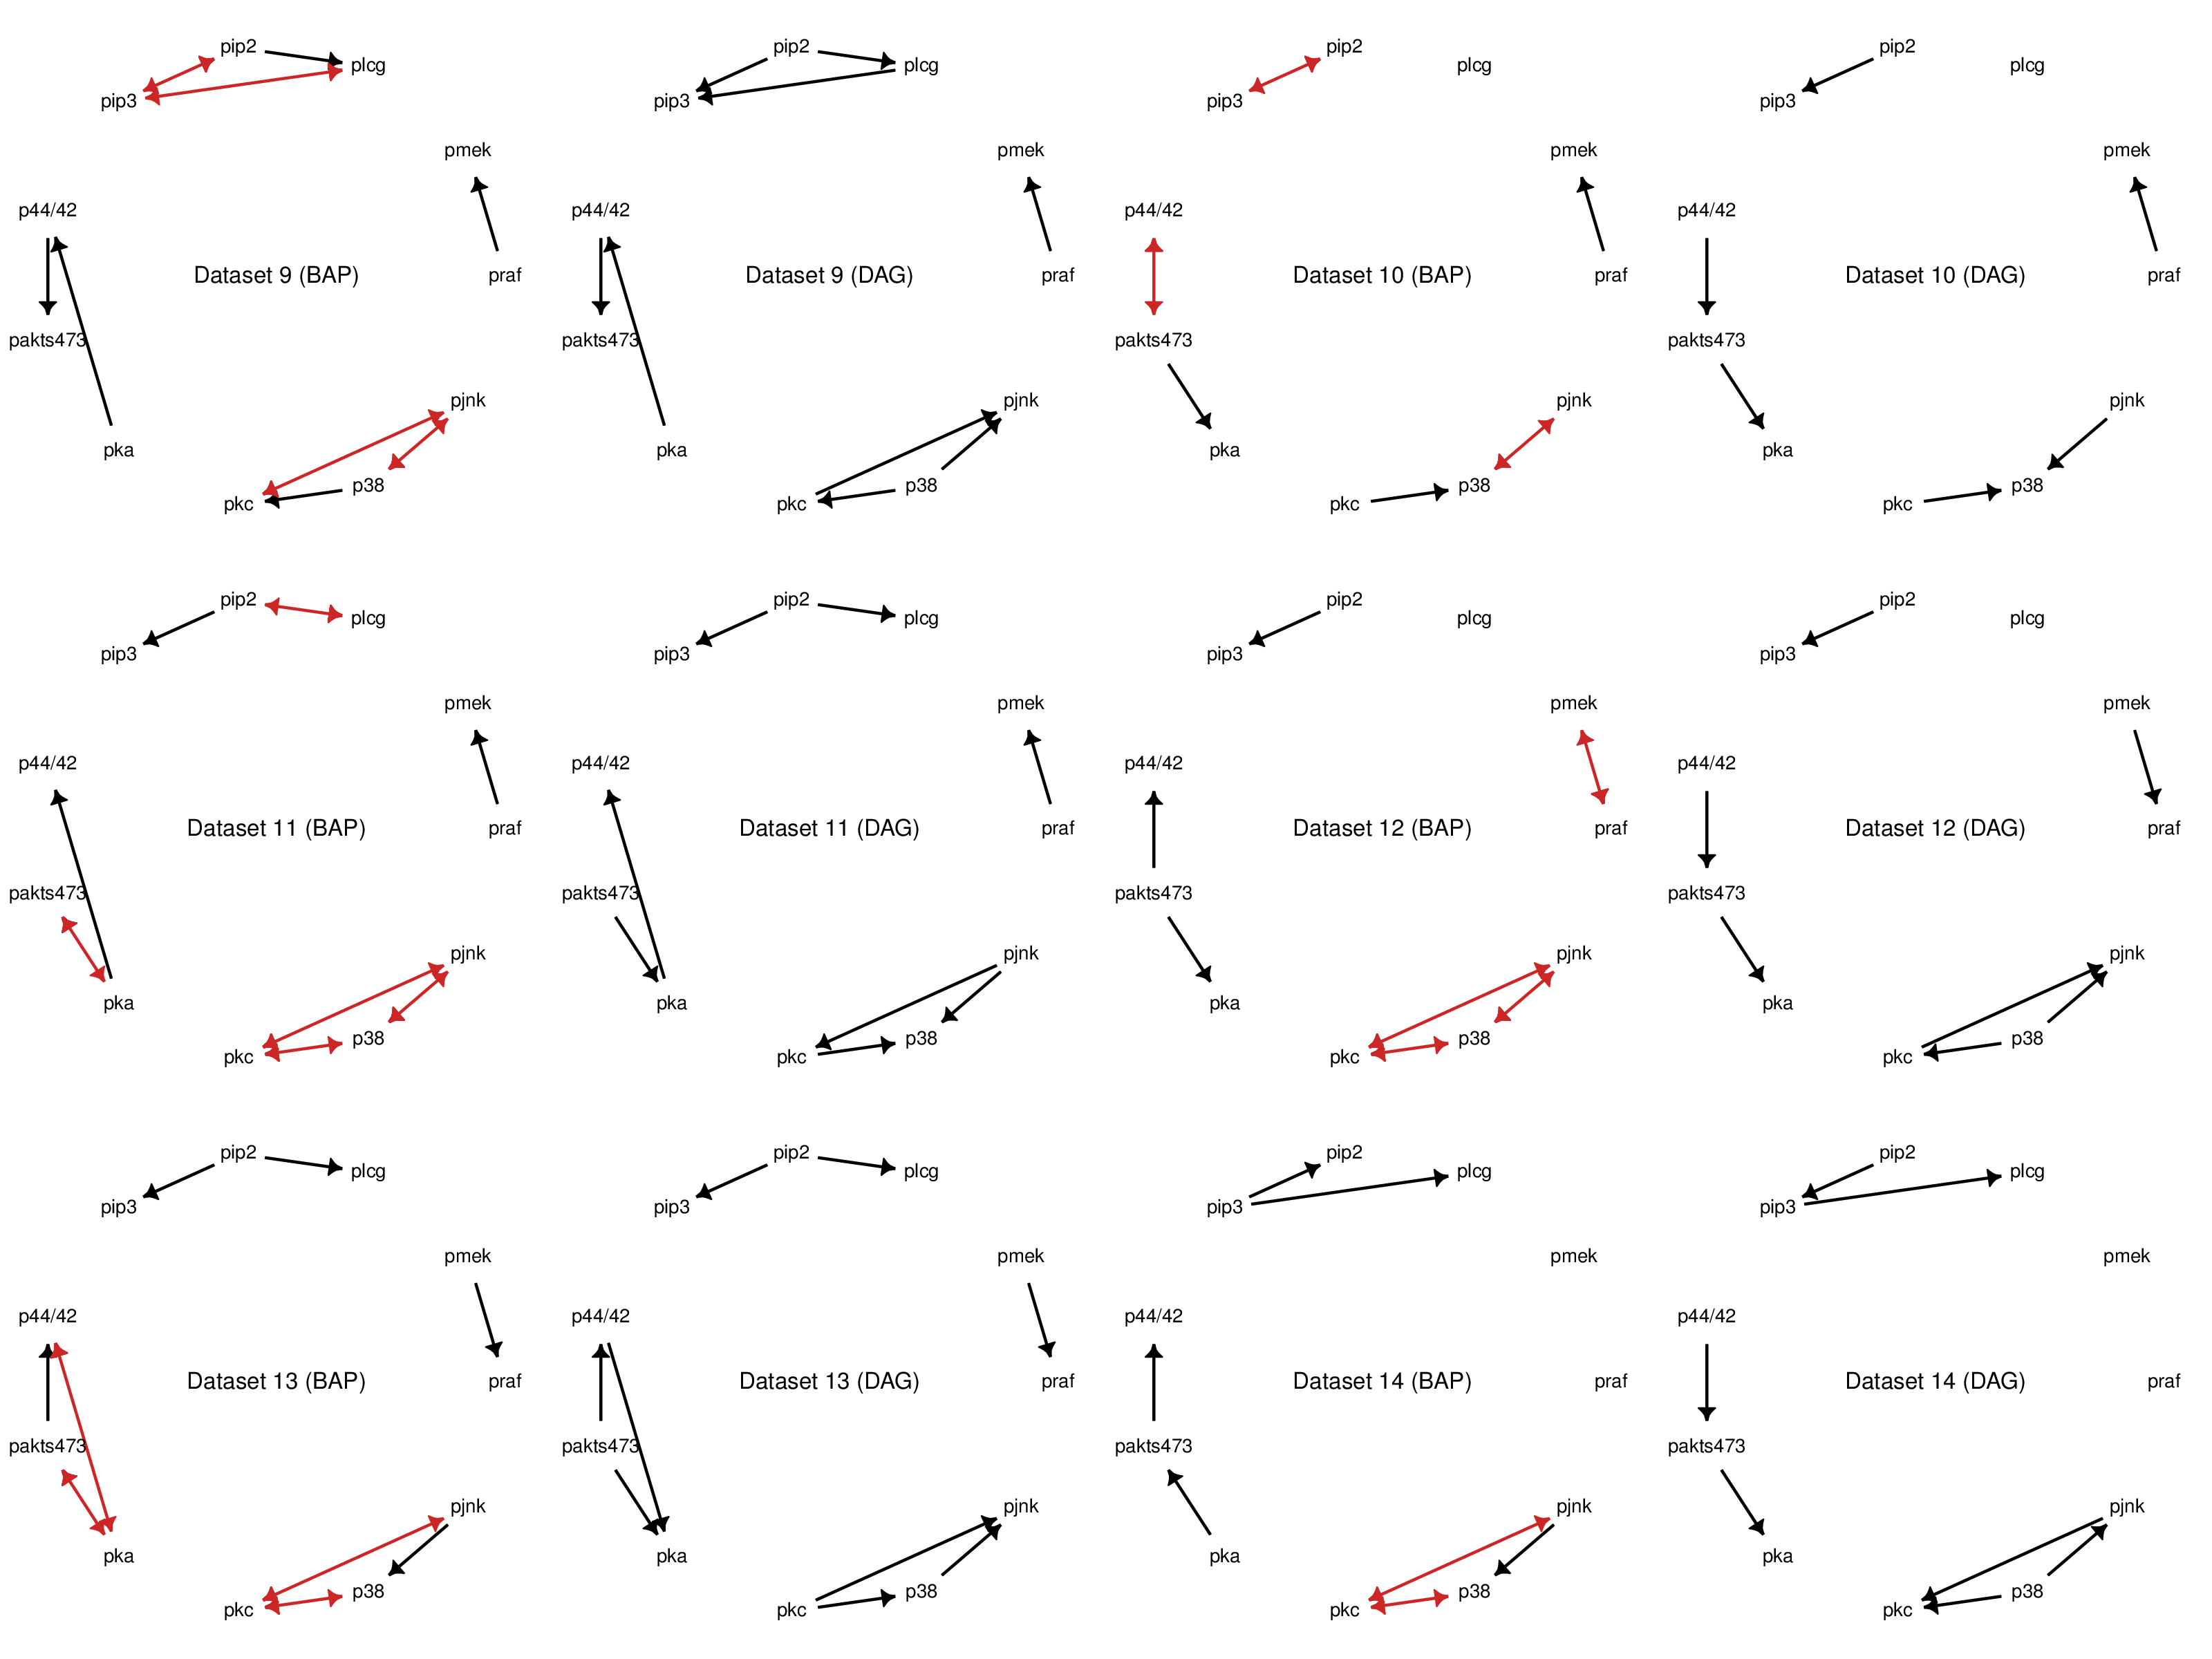 pip2
plcg
pip3
pmek
p44/42
Dataset 9 (BAP)
praf
pakts473
pjnk
pka
p38
pkc
pip2
plcg
pip3
pmek
p44/42
Dataset 9 (DAG)
praf
pakts473
pjnk
pka
p38
pkc
pip2
plcg
pip3
pmek
p44/42
Dataset 10 (BAP)
praf
pakts473
pjnk
pka
p38
pkc
pip2
plcg
pip3
pmek
p44/42
Dataset 10 (DAG)
praf
pakts473
pjnk
pka
p38
pkc
pip2
plcg
pip3
pmek
p44/42
Dataset 11 (BAP)
praf
pakts473
pjnk
pka
p38
pkc
pip2
plcg
pip3
pmek
p44/42
Dataset 11 (DAG)
praf
pakts473
pjnk
pka
p38
pkc
pip2
plcg
pip3
pmek
p44/42
Dataset 12 (BAP)
praf
pakts473
pjnk
pka
p38
pkc
pip2
plcg
pip3
pmek
p44/42
Dataset 12 (DAG)
praf
pakts473
pjnk
pka
p38
pkc
pip2
plcg
pip3
pmek
p44/42
Dataset 13 (BAP)
praf
pakts473
pjnk
pka
p38
pkc
pip2
plcg
pip3
pmek
p44/42
Dataset 13 (DAG)
praf
pakts473
pjnk
pka
p38
pkc
pip2
plcg
pip3
pmek
p44/42
Dataset 14 (BAP)
praf
pakts473
pjnk
pka
p38
pkc
pip2
plcg
pip3
pmek
p44/42
Dataset 14 (DAG)
praf
pakts473
pjnk
pka
p38
pkc